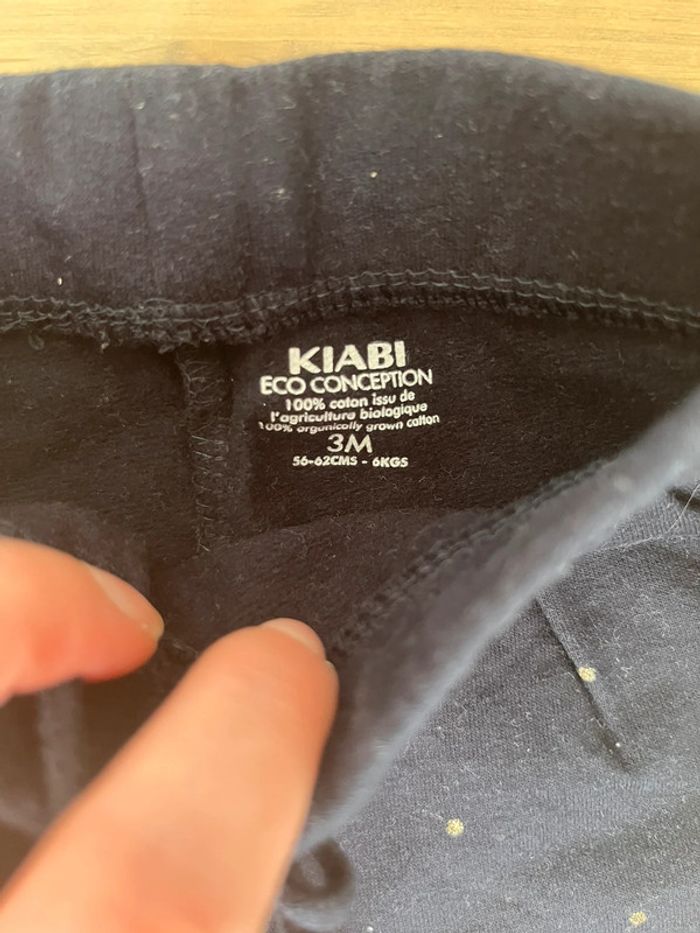 KIABI
ECO CONCEPTION
100% coton issu de
l'agriculture biologique
100% organically grown cotton
3M
56-62CMS - 6KGS